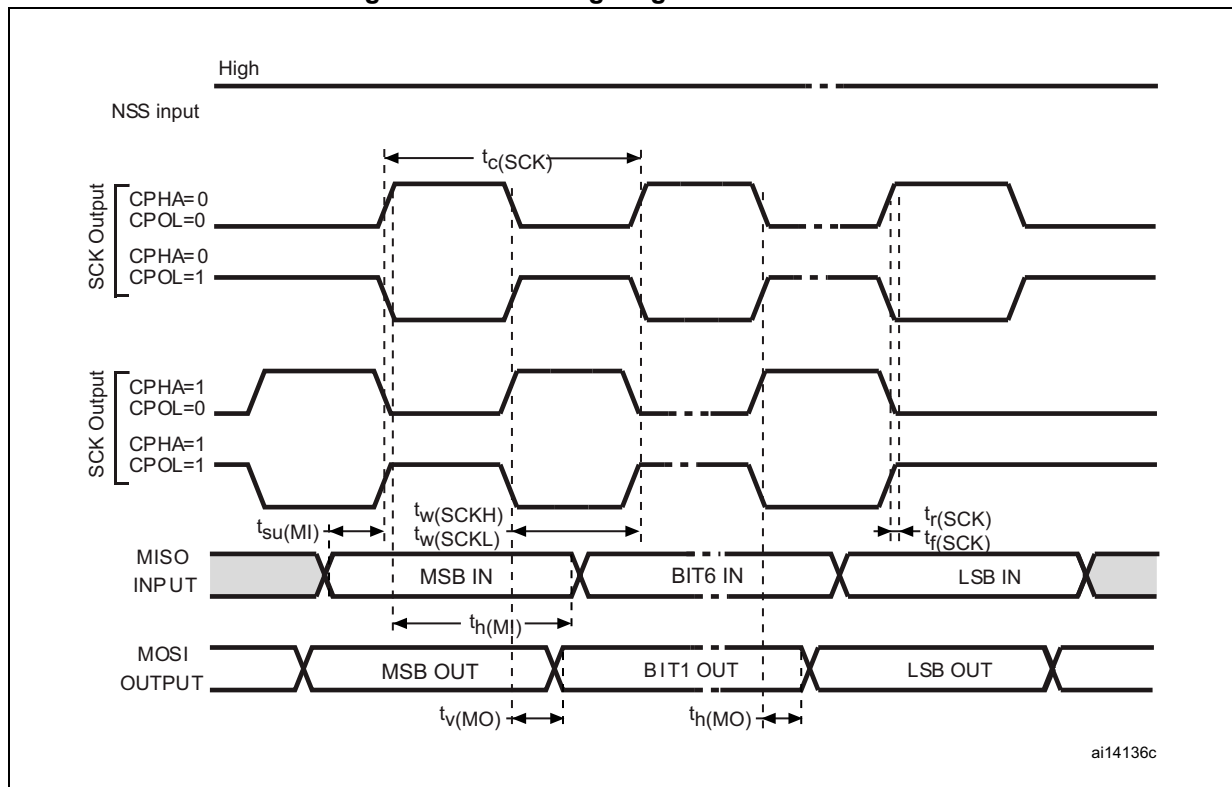 High
NSS input
tc(SCK)
SCK Output
CPHA=0
CPOL=0
CPHA=0
CPOL=1
SCK Output
CPHA=1
CPOL=0
CPHA=1
CPOL=1
tsu(MI)
tw(SCKH)
tw(SCKL)
tr(SCK)
tf(SCK)
MISO
INPUT
MSB IN
BIT6 IN
LSB IN
th(MI)
MOSI
OUTPUT
MSB OUT
BIT1 OUT
LSB OUT
tv(MO)
th(MO)
ai14136c